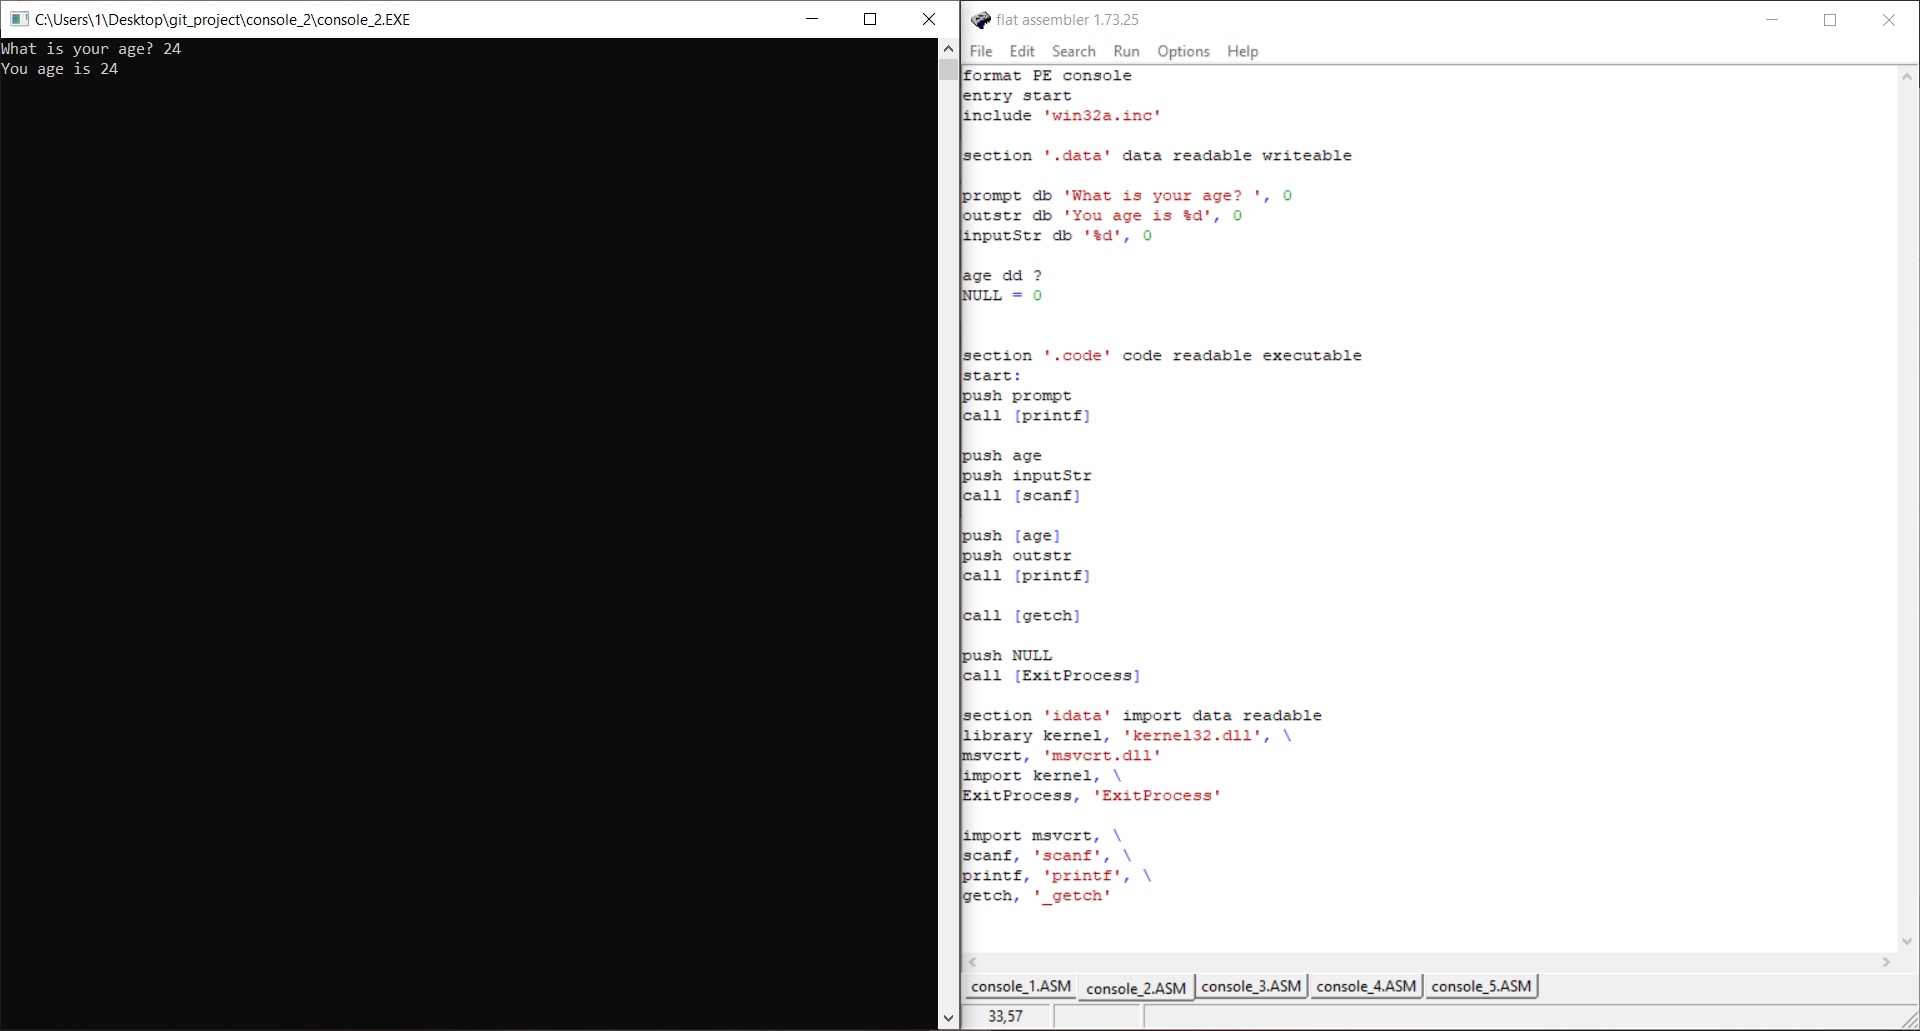 C:\Users\1\Desktop\git_project\console_2\console_2.EXE
What is your age? 24
You age is 24
flat assembler 1.73.25
File Edit Search Run Options Help
format PE console
entry start
include 'win32a.inc'
section '.data' data readable writeable
prompt db 'What is your age? ', 0
outstr db 'You age is %d', 0
inputStr db '%d', 0
age dd ?
NULL = 0
section '.code' code readable executable
start:
push prompt
call [printf]
push age
push inputStr
call [scanf]
push [age]
push outstr
call [printf]
call [getch]
push NULL
call [ExitProcess]
section 'idata' import data readable
library kernel, 'kernel32.dll', \
msvcrt, 'msvcrt.dll'
import kernel, \
ExitProcess, 'ExitProcess'
import msvcrt, \
scanf, 'scanf', \
printf, 'printf', \
getch, '_getch'
console_1.ASM console_2.ASM console_3.ASM console_4.ASM console_5.ASM
33,57